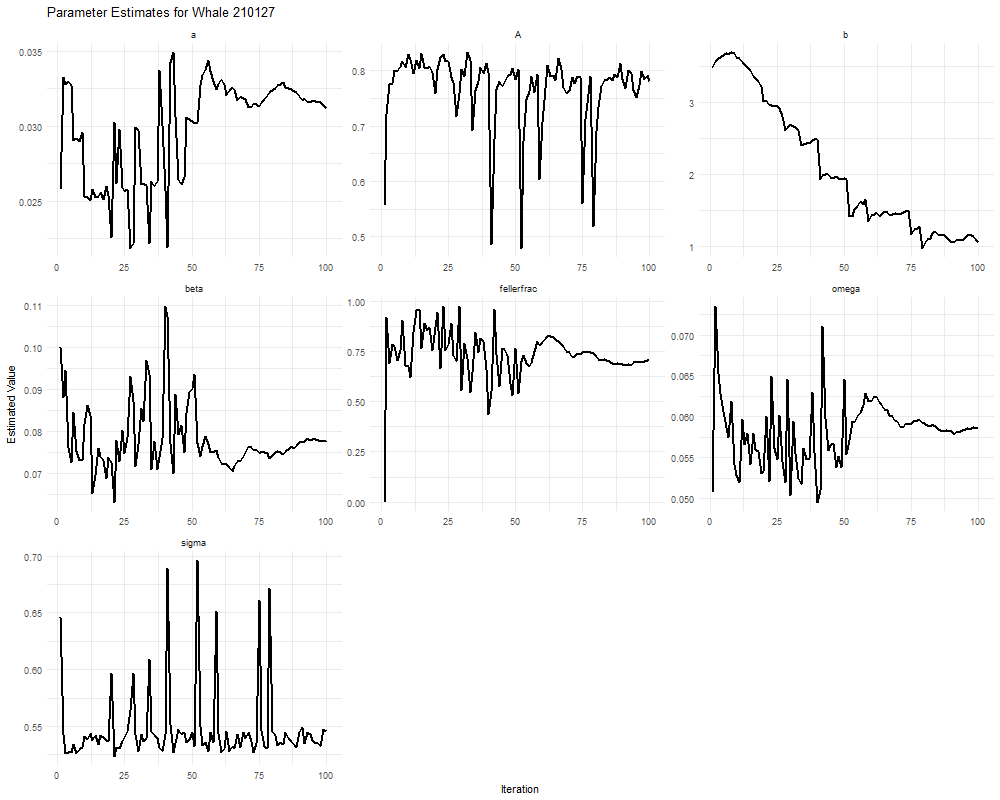 Parameter Estimates for Whale 210127
a
A
b
0.035
0.030
0.025
0.8
0.7
0.6
0.5
3
2
1
0 25 50 75 100
0 25 50 75 100
0 25 50 75 100
beta
fellerfrac
omega
0.11
0.10
0.09
0.08
0.07
1.00
0.75
0.50
0.25
0.00
0.070
0.065
0.060
0.055
0.050
0 25 50 75 100
0 25 50 75 100
0 25 50 75 100
Estimated Value
sigma
0.70
0.65
0.60
0.55
0 25 50 75 100
Iteration